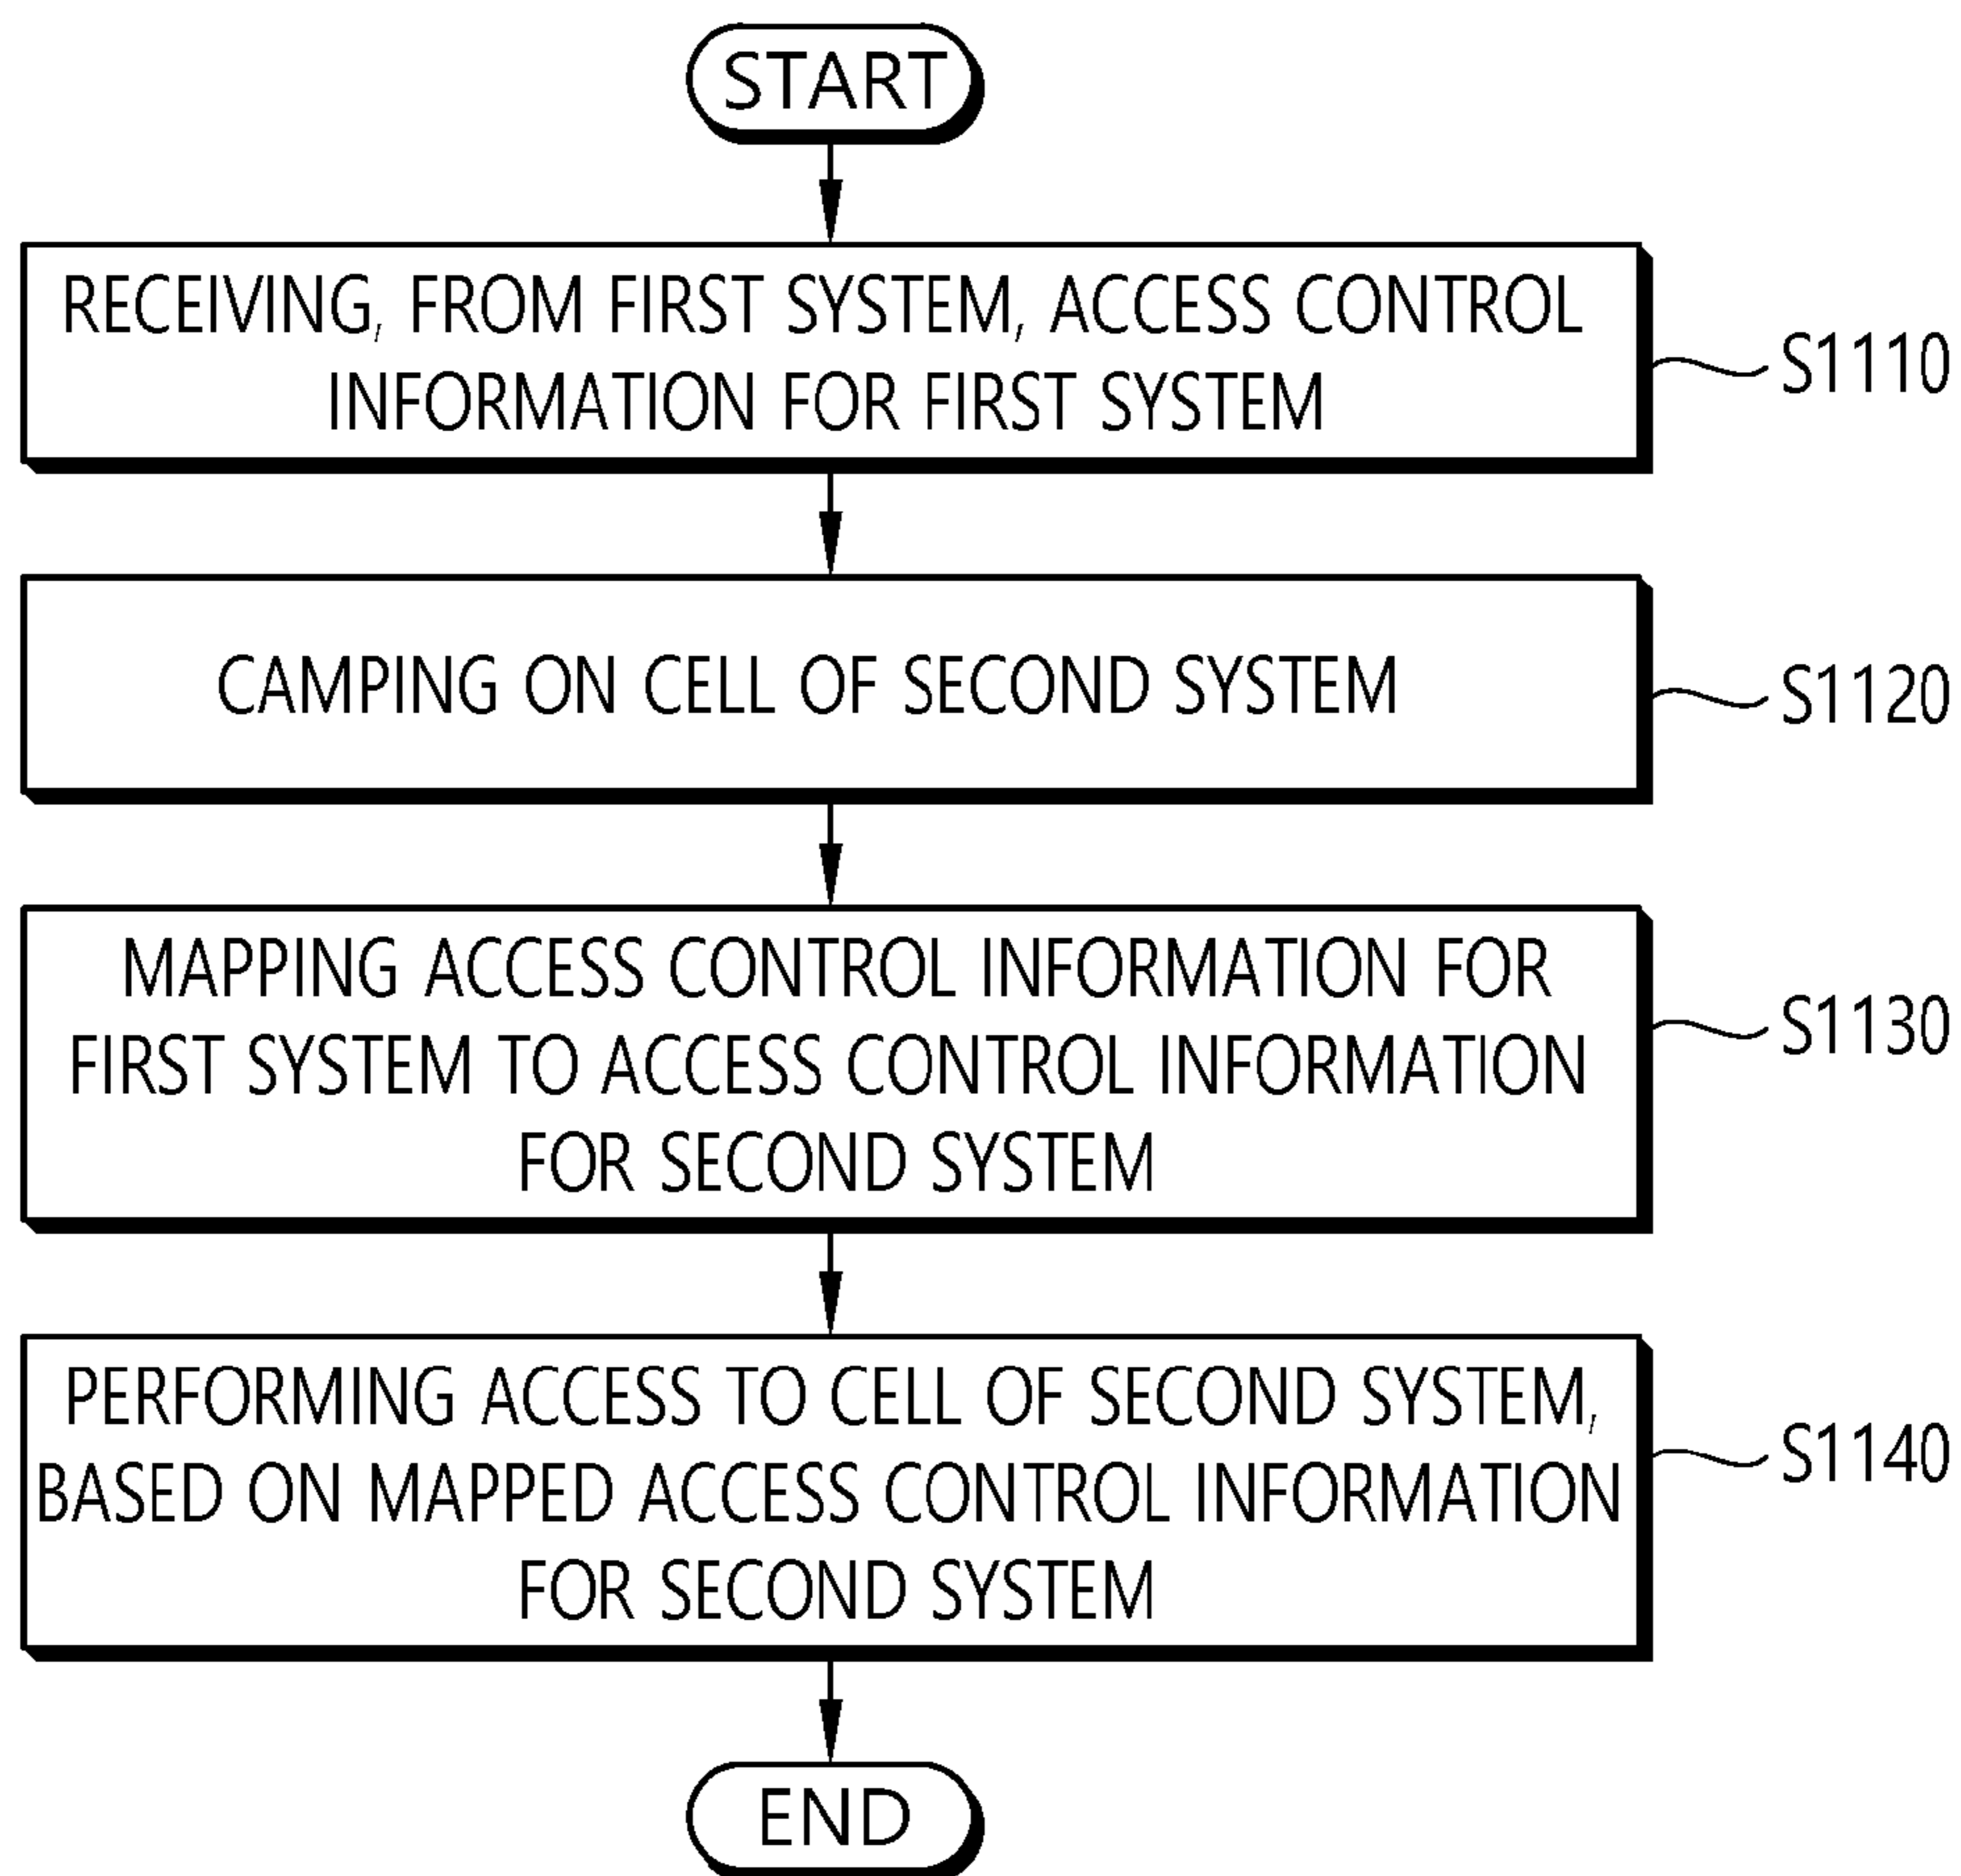 START
RECEIVING, FROM FIRST SYSTEM, ACCESS CONTROL
INFORMATION FOR FIRST SYSTEM
S1110
CAMPING ON CELL OF SECOND SYSTEM
S1120
MAPPING ACCESS CONTROL INFORMATION FOR
FIRST SYSTEM TO ACCESS CONTROL INFORMATION
FOR SECOND SYSTEM
S1130
PERFORMING ACCESS TO CELL OF SECOND SYSTEM,
BASED ON MAPPED ACCESS CONTROL INFORMATION
FOR SECOND SYSTEM
S1140
END